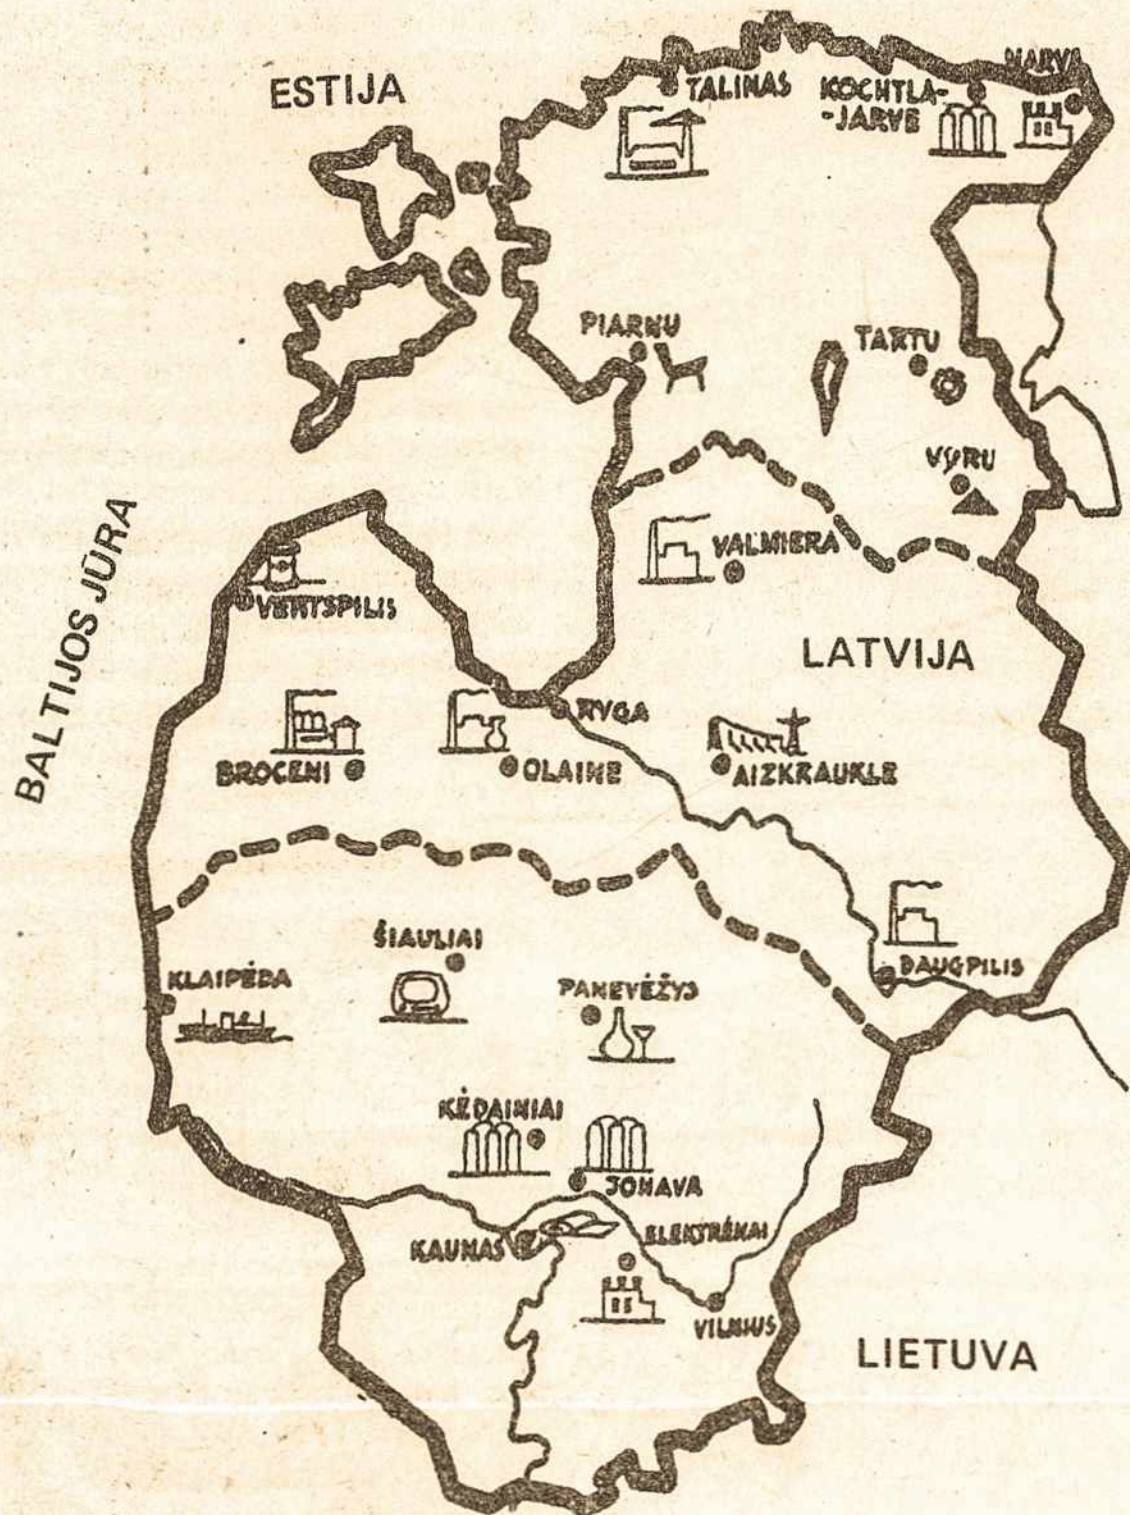 ESTIJA
TALINAS
KOCHTLA-
-JARVE
NARVA
PIARNU
TARTU
VYRU
BALTIJOS JŪRA
VENTSPILIS
VALMIERA
LATVIJA
RYGA
BROCENI
OLAINE
AIZKRAUKLE
DAUGPILIS
ŠIAULIAI
KLAIPĖDA
PANEVĖŽYS
KĖDAINIAI
JONAVA
KAUNAS
ELEKTRĖNAI
VILNIUS
LIETUVA